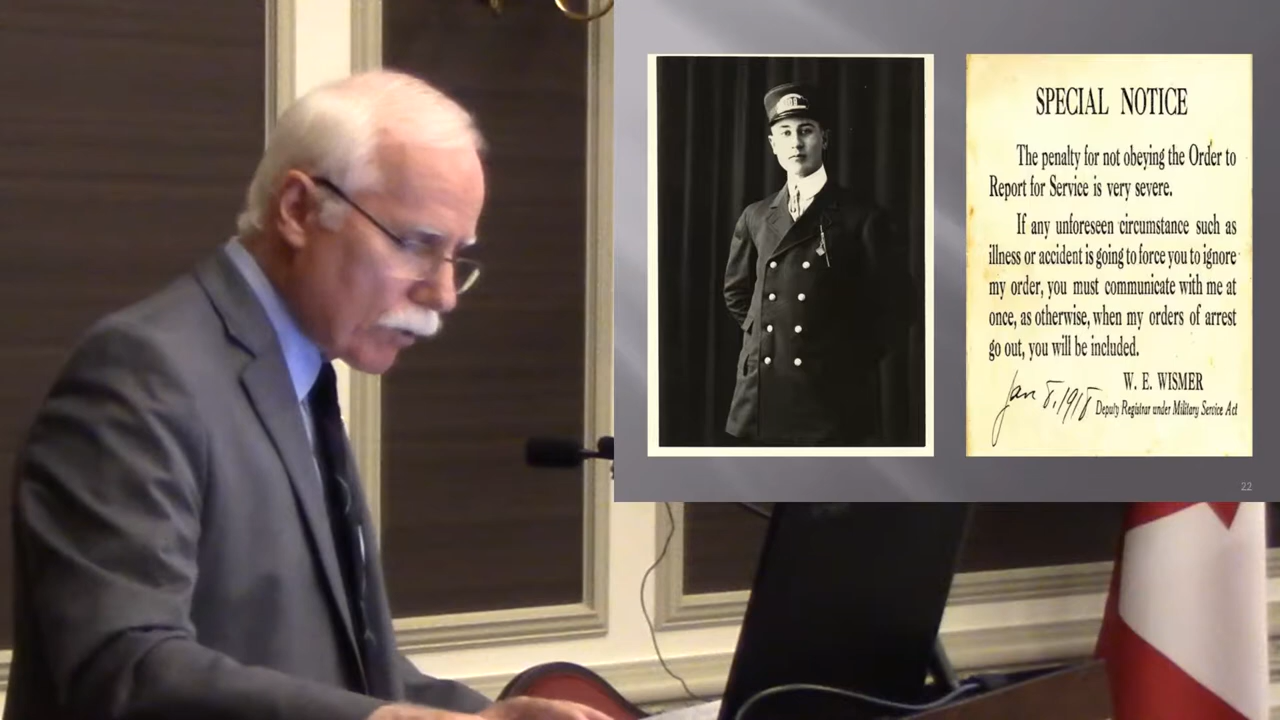 SPECIAL NOTICE
The penalty for not obeying the Order to
Report for Service is very severe.
If any unforeseen circumstance such as
illness or accident is going to force you to ignore
my order, you must communicate with me at
once, as otherwise, when my orders of arrest
go out, you will be included.
W. E. WISMER
Jan 8, 1918 Deputy Registrar under Military Service Act
22